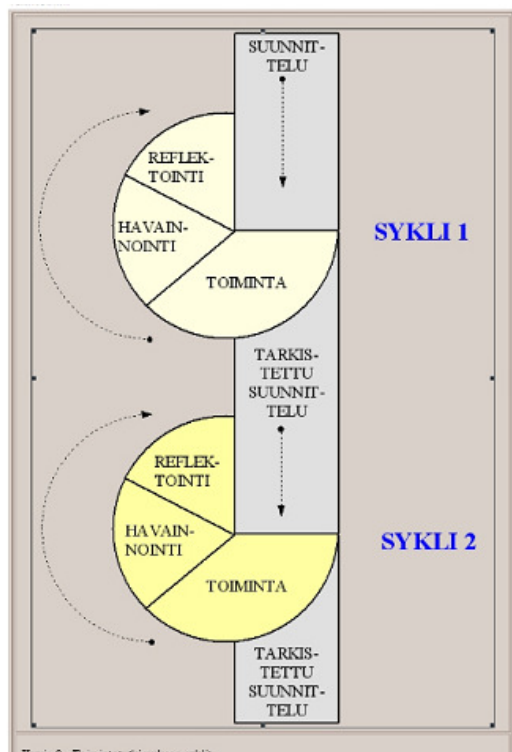 SUUNNIT-
TELU
REFLEK-
TOINTI
HAVAIN-
NOINTI
TOIMINTA
SYKLI 1
TARKIS-
TETTU
SUUNNIT-
TELU
REFLEK-
TOINTI
HAVAIN-
NOINTI
TOIMINTA
SYKLI 2
TARKIS-
TETTU
SUUNNIT-
TELU